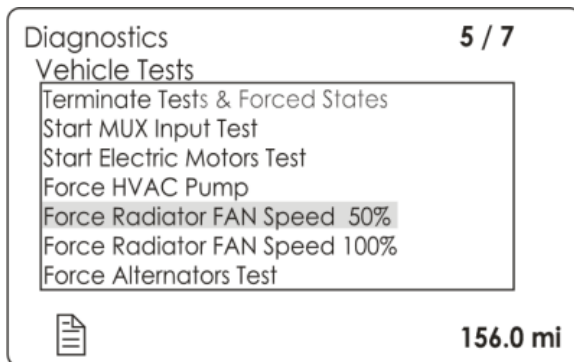 Diagnostics 5 / 7
Vehicle Tests
Terminate Tests & Forced States
Start MUX Input Test
Start Electric Motors Test
Force HVAC Pump
Force Radiator FAN Speed 50%
Force Radiator FAN Speed 100%
Force Alternators Test
156.0 mi